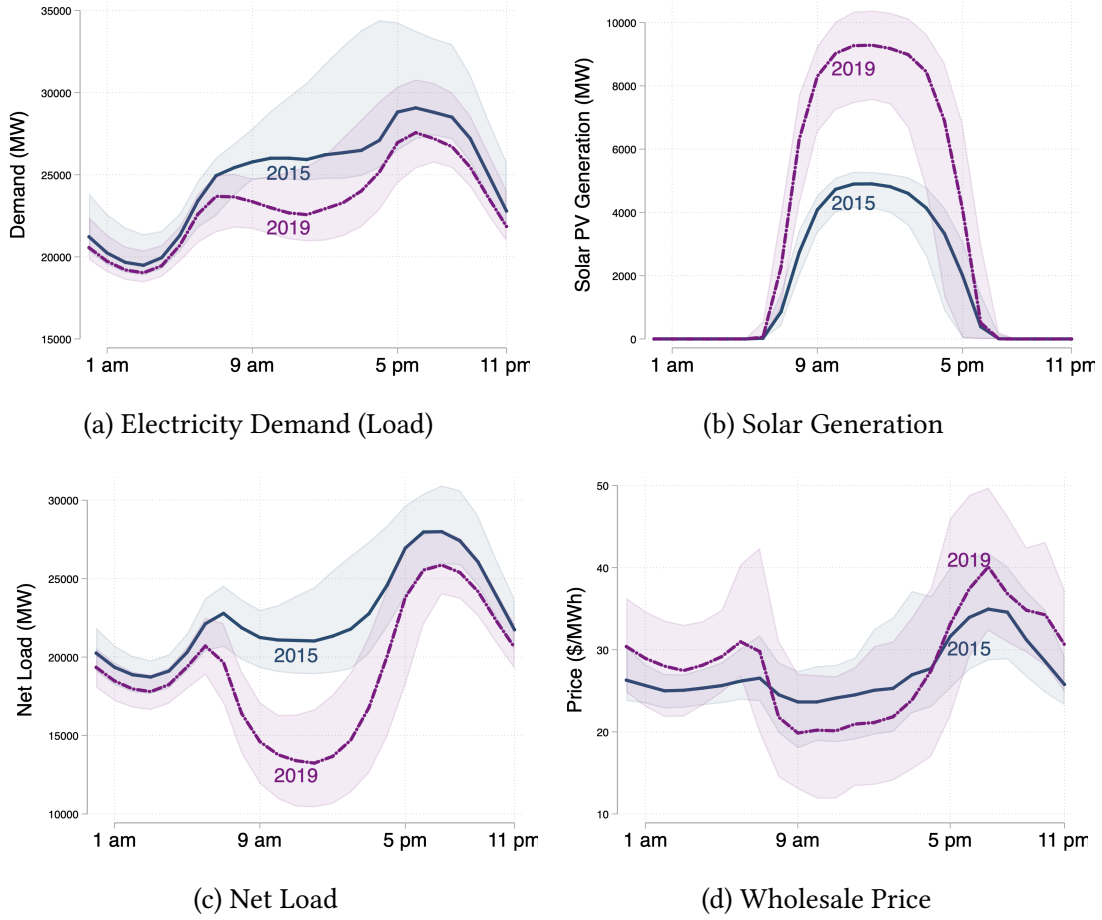 35000
30000
25000
20000
15000
Demand (MW)
2015
2019
1 am
9 am
5 pm
11 pm
(a) Electricity Demand (Load)
10000
8000
6000
4000
2000
0
Solar PV Generation (MW)
2019
2015
1 am
9 am
5 pm
11 pm
(b) Solar Generation
30000
25000
20000
15000
10000
Net Load (MW)
2015
2019
1 am
9 am
5 pm
11 pm
(c) Net Load
50
40
30
20
10
Price ($/MWh)
2019
2015
1 am
9 am
5 pm
11 pm
(d) Wholesale Price